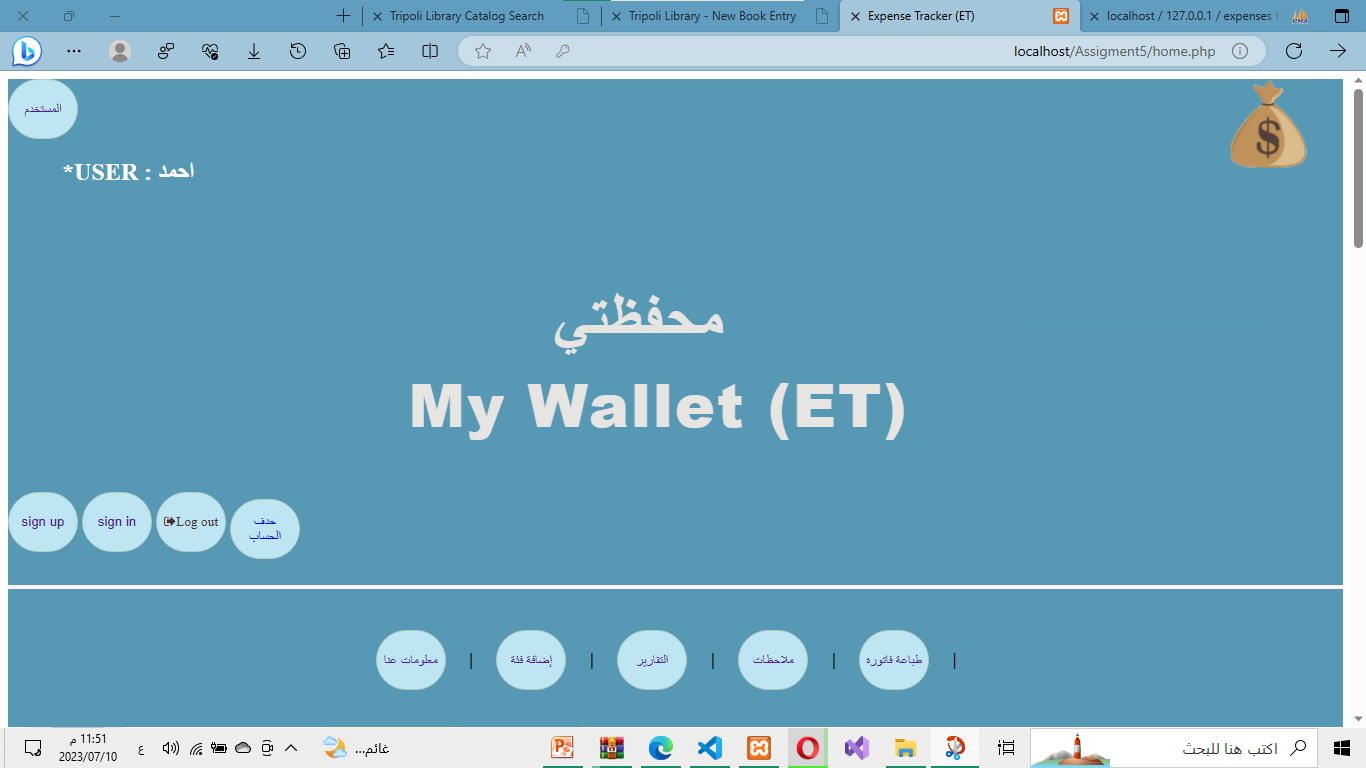 Tripoli Library Catalog Search
Tripoli Library - New Book Entry
Expense Tracker (ET)
localhost / 127.0.0.1 / expenses t
localhost/Assigment5/home.php
المستخدم
*USER : احمد
$
محفظتي
My Wallet (ET)
sign up
sign in
Log out
حدف
الحساب
معلومات عنا | إضافة فئة | التقارير | ملاحظات | طباعة فاتورة |
11:51 م
2023/07/10
ع
غائم...
اكتب هنا للبحث